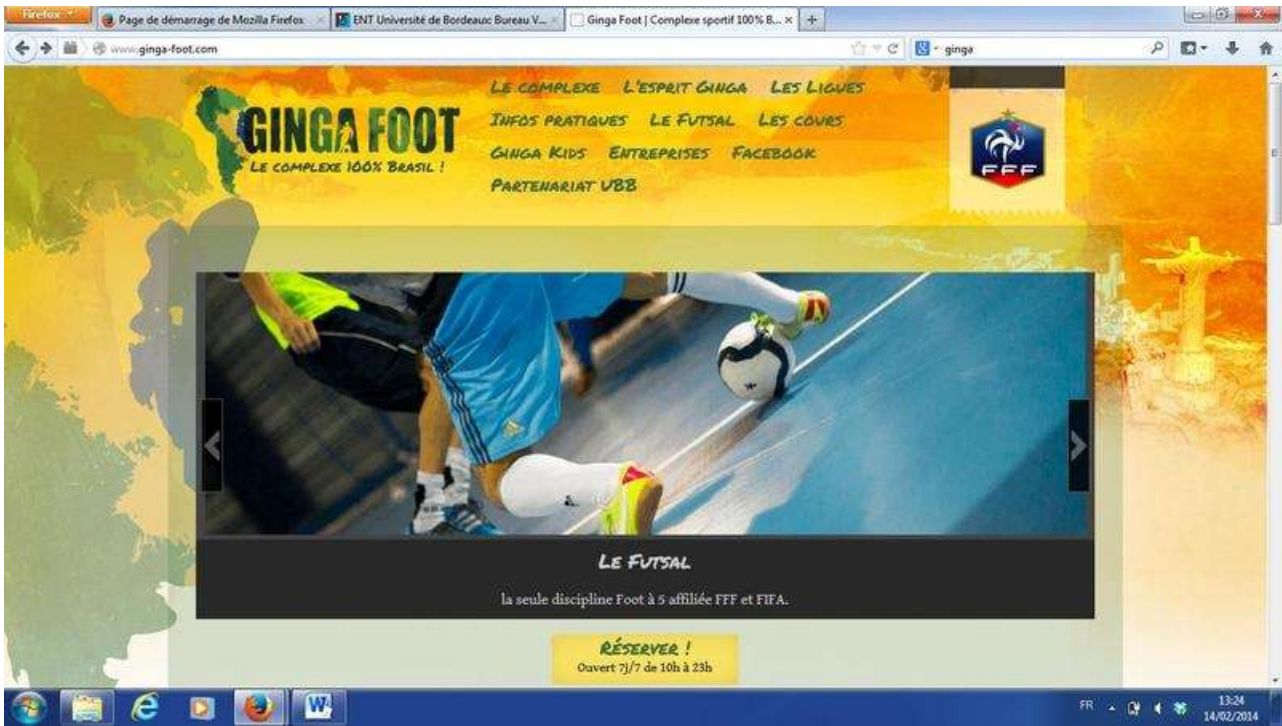 Firefox
Page de démarrage de Mozilla Firefox
ENT Université de Bordeauc Bureau V...
Ginga Foot | Complexe sportif 100% B...
www.ginga-foot.com
ginga
GINGA FOOT
LE COMPLEXE 100% BRASIL !
LE COMPLEXE L'ESPRIT GINGA LES LIGUES
INFOS PRATIQUES LE FUTSAL LES COURS
GINGA KIDS ENTREPRISES FACEBOOK
PARTENARIAT UBB
FFF
LE FUTSAL
la seule discipline Foot à 5 affiliée FFF et FIFA.
RÉSERVER !
Ouvert 7j/7 de 10h à 23h
FR
13:24
14/02/2014